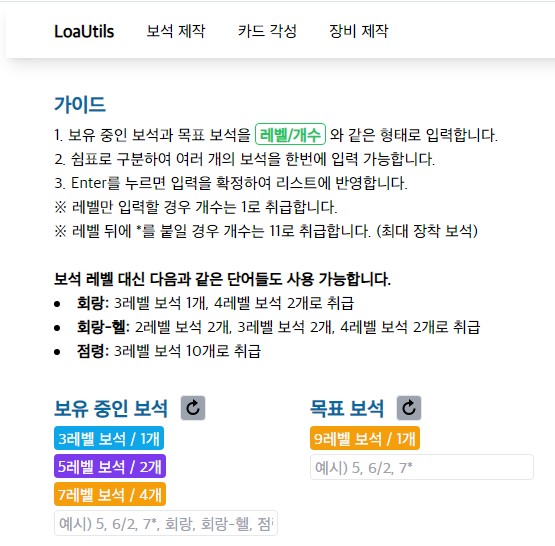 LoaUtils 보석 제작 카드 각성 장비 제작
가이드
1. 보유 중인 보석과 목표 보석을 레벨/개수 와 같은 형태로 입력합니다.
2. 쉼표로 구분하여 여러 개의 보석을 한번에 입력 가능합니다.
3. Enter를 누르면 입력을 확정하여 리스트에 반영합니다.
※ 레벨만 입력할 경우 개수는 1로 취급합니다.
※ 레벨 뒤에 *를 붙일 경우 개수는 11로 취급합니다. (최대 장착 보석)
보석 레벨 대신 다음과 같은 단어들도 사용 가능합니다.
• 회랑: 3레벨 보석 1개, 4레벨 보석 2개로 취급
• 회랑-헬: 2레벨 보석 2개, 3레벨 보석 2개, 4레벨 보석 2개로 취급
• 점령: 3레벨 보석 10개로 취급
보유 중인 보석
3레벨 보석 / 1개
5레벨 보석 / 2개
7레벨 보석 / 4개
예시) 5, 6/2, 7*, 회랑, 회랑-헬, 점
목표 보석
9레벨 보석 / 1개
예시) 5, 6/2, 7*